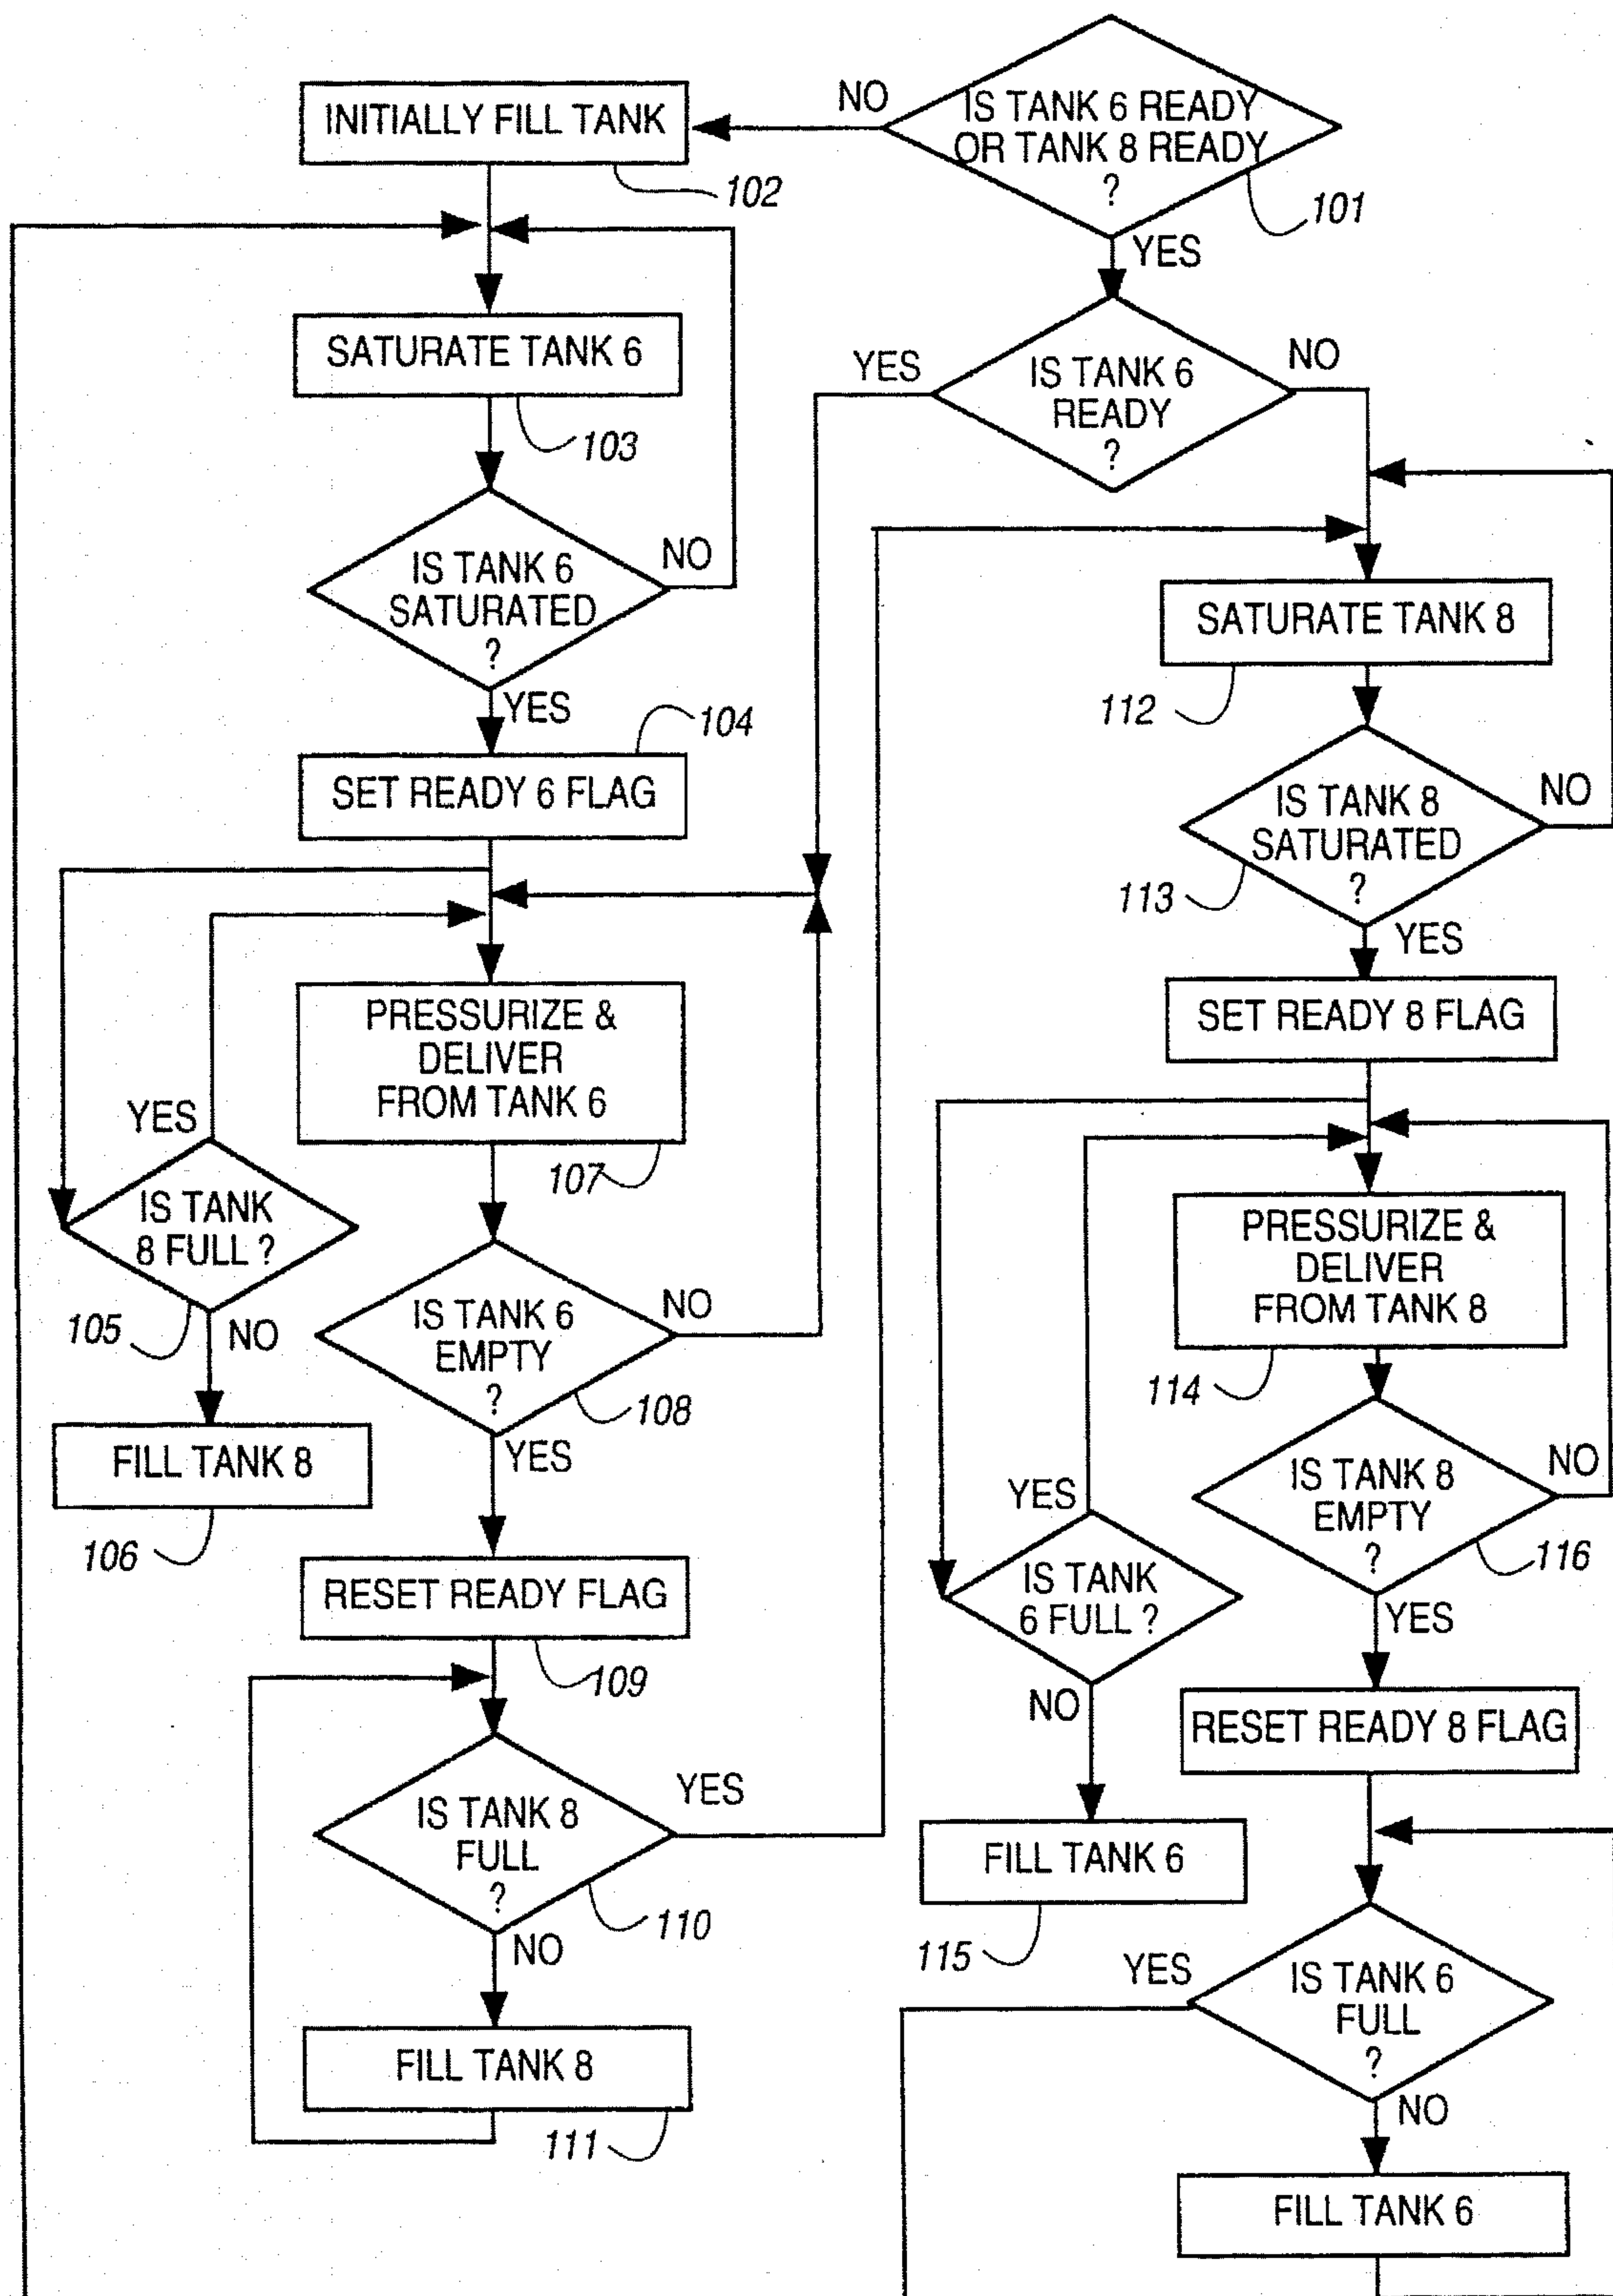 INITIALLY FILL TANK
102
NO
IS TANK 6 READY
OR TANK 8 READY
?
101
YES
SATURATE TANK 6
103
IS TANK 6
SATURATED
?
NO
YES
104
SET READY 6 FLAG
YES
IS TANK 6
READY
?
NO
SATURATE TANK 8
112
IS TANK 8
SATURATED
?
NO
113
YES
SET READY 8 FLAG
PRESSURIZE &
DELIVER
FROM TANK 6
107
YES
IS TANK
8 FULL ?
105
NO
FILL TANK 8
106
IS TANK 6
EMPTY
?
NO
108
YES
RESET READY FLAG
109
IS TANK 8
FULL
?
YES
110
NO
FILL TANK 8
111
PRESSURIZE &
DELIVER
FROM TANK 8
114
YES
IS TANK
6 FULL ?
NO
FILL TANK 6
115
IS TANK 8
EMPTY
?
NO
116
YES
RESET READY 8 FLAG
YES
IS TANK 6
FULL
?
NO
FILL TANK 6